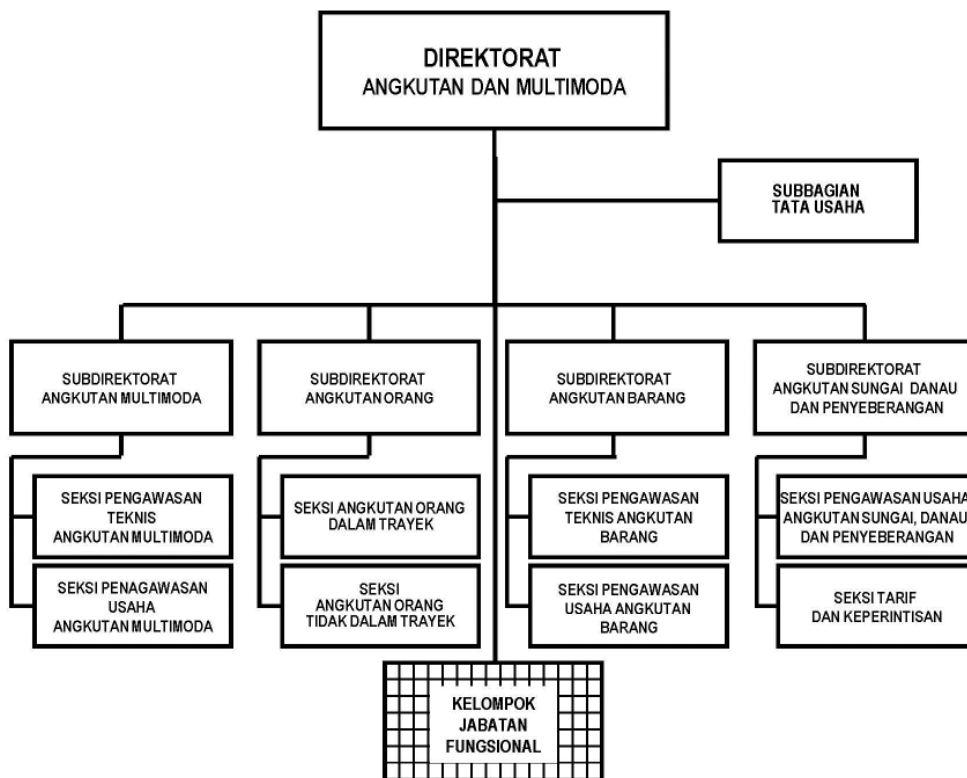 DIREKTORAT
ANGKUTAN DAN MULTIMODA
SUBBAGIAN
TATA USAHA
SUBDIREKTORAT
ANGKUTAN MULTIMODA
SUBDIREKTORAT
ANGKUTAN ORANG
SUBDIREKTORAT
ANGKUTAN BARANG
SUBDIREKTORAT
ANGKUTAN SUNGAI DANAU
DAN PENYEBERANGAN
SEKSI PENGAWASAN
TEKNIS
ANGKUTAN MULTIMODA
SEKSI ANGKUTAN ORANG
DALAM TRAYEK
SEKSI PENGAWASAN
TEKNIS ANGKUTAN
BARANG
SEKSI PENGAWASAN USAHA
ANGKUTAN SUNGAI, DANAU
DAN PENYEBERANGAN
SEKSI PENAGAWASAN
USAHA
ANGKUTAN MULTIMODA
SEKSI
ANGKUTAN ORANG
TIDAK DALAM TRAYEK
SEKSI PENGAWASAN
USAHA ANGKUTAN
BARANG
SEKSI TARIF
DAN KEPERINTISAN
KELOMPOK
JABATAN
FUNGSIONAL